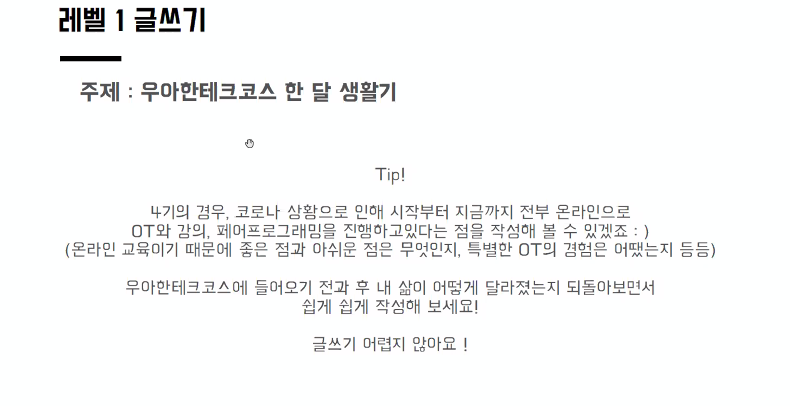 레벨 1 글쓰기
주제 : 우아한테크코스 한 달 생활기
Tip!
4기의 경우, 코로나 상황으로 인해 시작부터 지금까지 전부 온라인으로
OT와 강의, 페어프로그래밍을 진행하고있다는 점을 작성해 볼 수 있겠죠 : )
(온라인 교육이기 때문에 좋은 점과 아쉬운 점은 무엇인지, 특별한 OT의 경험은 어땠는지 등등)
우아한테크코스에 들어오기 전과 후 내 삶이 어떻게 달라졌는지 되돌아보면서
쉽게 쉽게 작성해 보세요!
글쓰기 어렵지 않아요 !